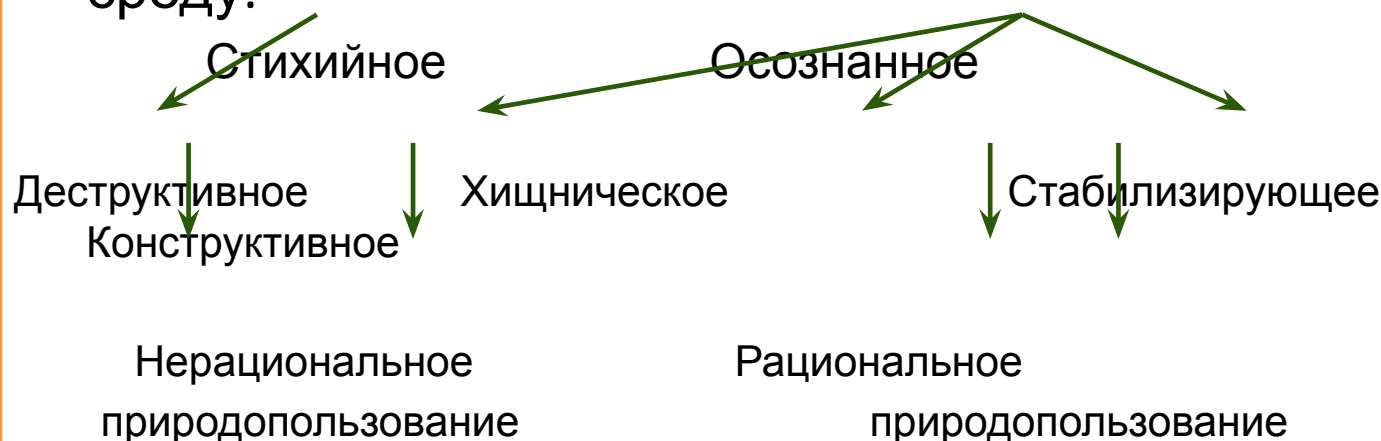 среду:
Стихийное Осознанное
Деструктивное Хищническое Стабилизирующее
Конструктивное
Нерациональное Рациональное
природопользование природопользование